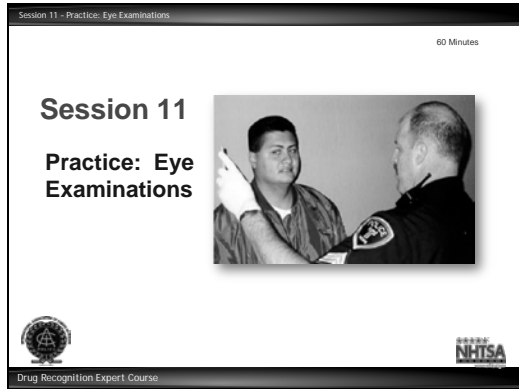 Session 11 - Practice: Eye Examinations
60 Minutes
Session 11
Practice: Eye
Examinations
NHTSA
Drug Recognition Expert Course